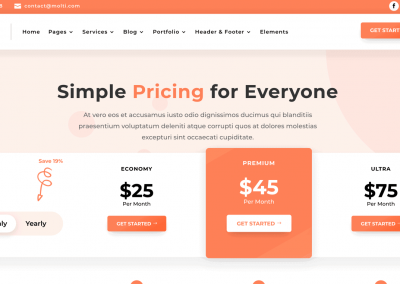 contact@motti.com
Home Pages Services Blog Portfolio Header & Footer Elements
GET STARTE
Simple Pricing for Everyone
At vero eos et accusamus iusto odio dignissimos ducimus qui blanditiis
praesentium voluptatum deleniti atque corrupti quos at dolores molestias
excepturi sint occaecati cupiditate.
Save 19%
Yearly
ECONOMY
$25
Per Month
GET STARTED →
PREMIUM
$45
Per Month
GET STARTED →
ULTRA
$75
Per Month
GET STARTED →